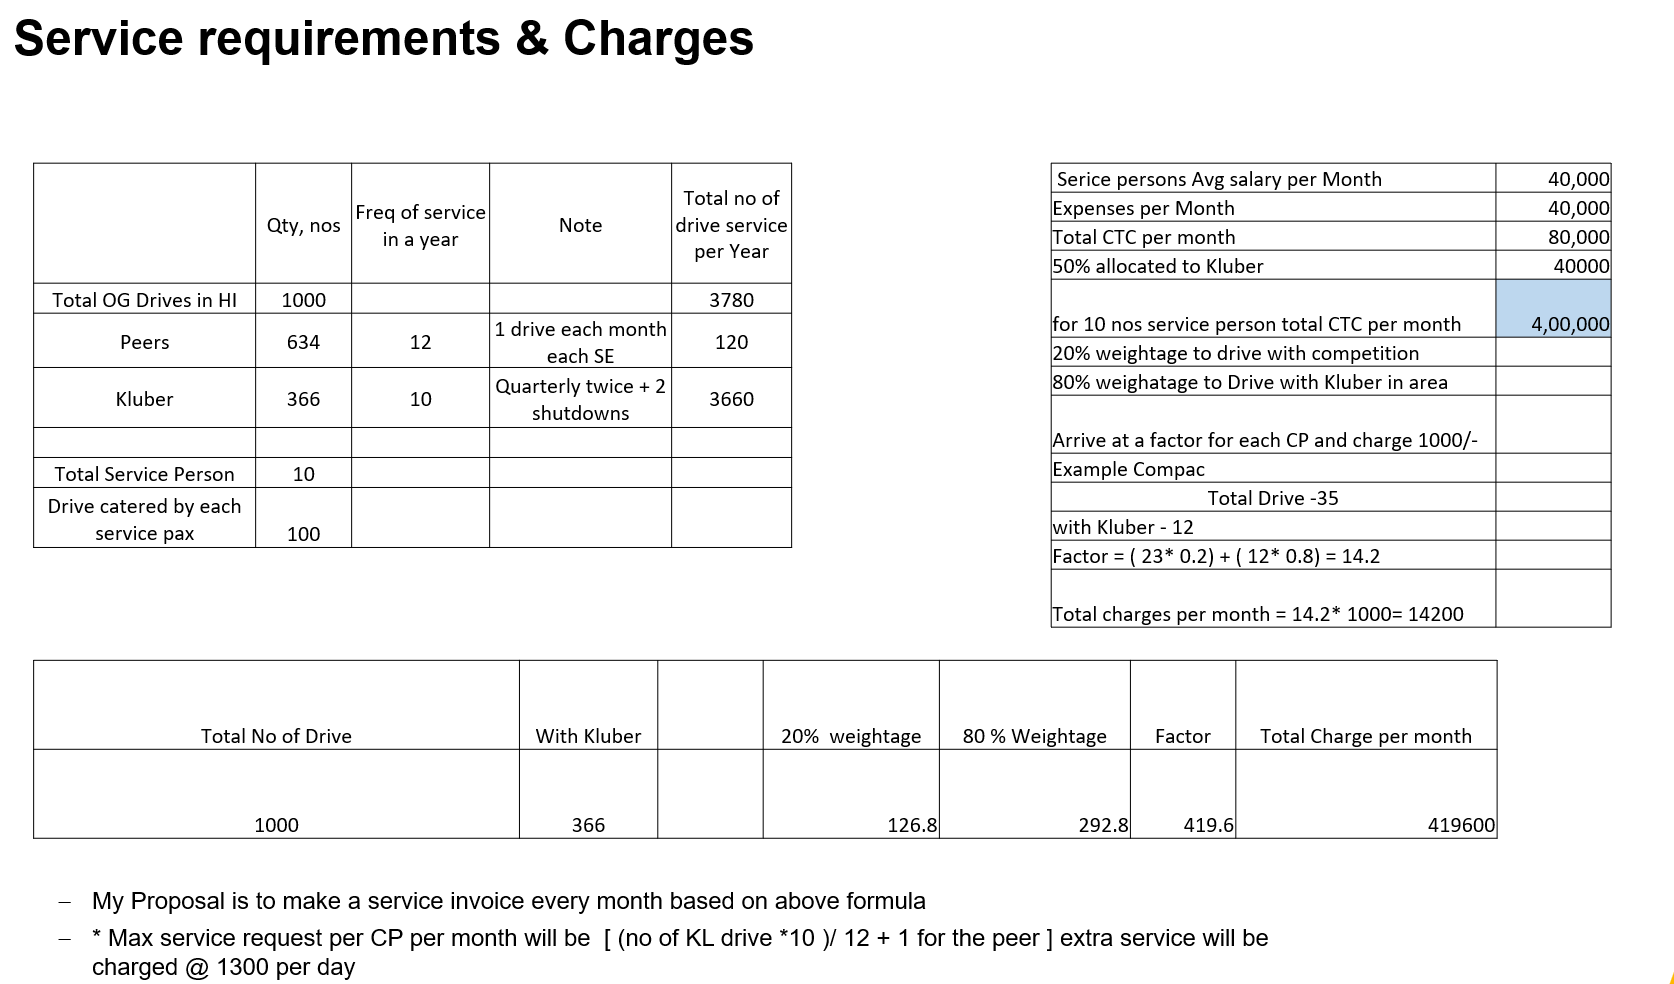 Service requirements & Charges
Qty, nos
Freq of service
in a year
Note
Total no of
drive service
per Year
Total OG Drives in HI 1000 3780
Peers 634 12
1 drive each month
each SE
120
Kluber 366 10
Quarterly twice + 2
shutdowns
3660
Total Service Person 10
Drive catered by each
service pax
100
Serice persons Avg salary per Month 40,000
Expenses per Month 40,000
Total CTC per month 80,000
50% allocated to Kluber 40000
for 10 nos service person total CTC per month 4,00,000
20% weightage to drive with competition
80% weighatage to Drive with Kluber in area
Arrive at a factor for each CP and charge 1000/-
Example Compac
Total Drive -35
with Kluber - 12
Factor = ( 23* 0.2) + ( 12* 0.8) = 14.2
Total charges per month = 14.2* 1000= 14200
Total No of Drive With Kluber 20% weightage 80 % Weightage Factor Total Charge per month
1000 366 126.8 292.8 419.6 419600
– My Proposal is to make a service invoice every month based on above formula
– * Max service request per CP per month will be [ (no of KL drive *10 )/ 12 + 1 for the peer ] extra service will be
charged @ 1300 per day